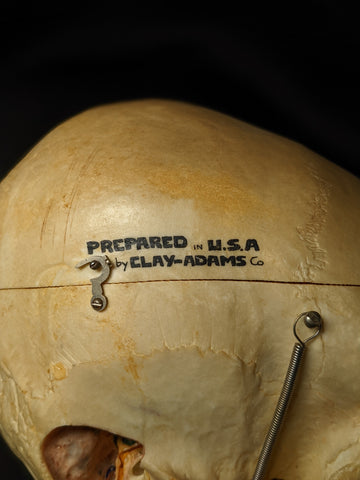 PREPARED IN U.S.A
by CLAY-ADAMS Co